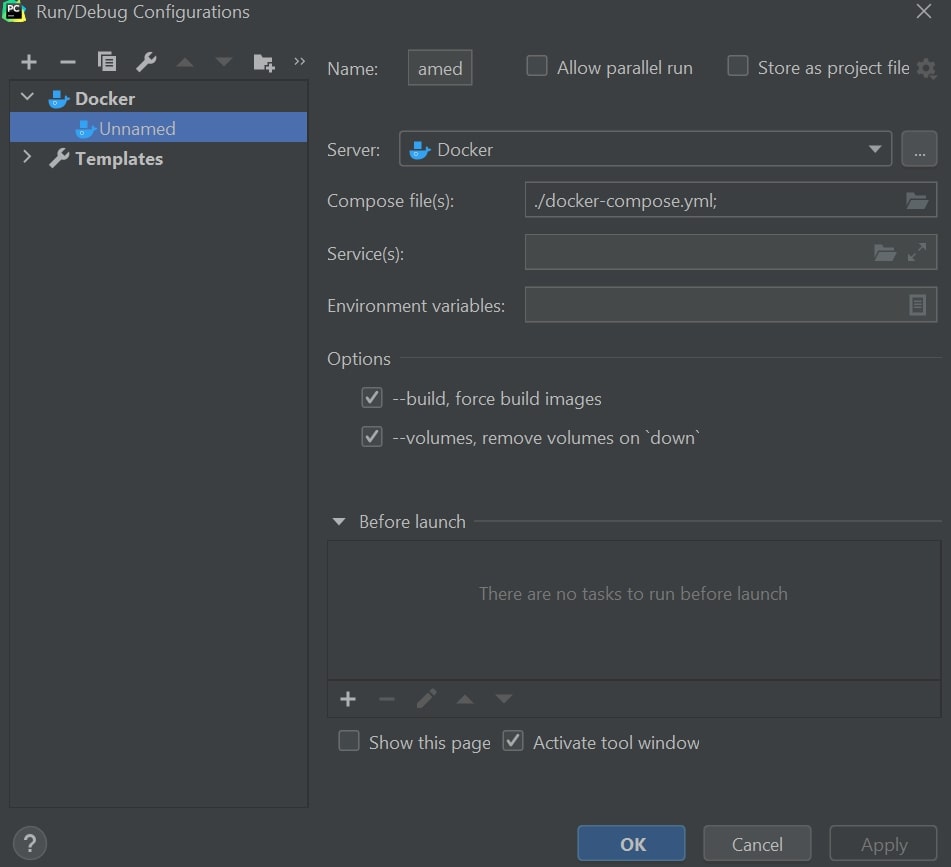 PC
Run/Debug Configurations
Name: amed Allow parallel run Store as project file
Docker
Unnamed
Templates
Server: Docker ...
Compose file(s): ./docker-compose.yml;
Service(s):
Environment variables:
Options
--build, force build images
--volumes, remove volumes on `down`
Before launch
There are no tasks to run before launch
Show this page Activate tool window
? OK Cancel Apply